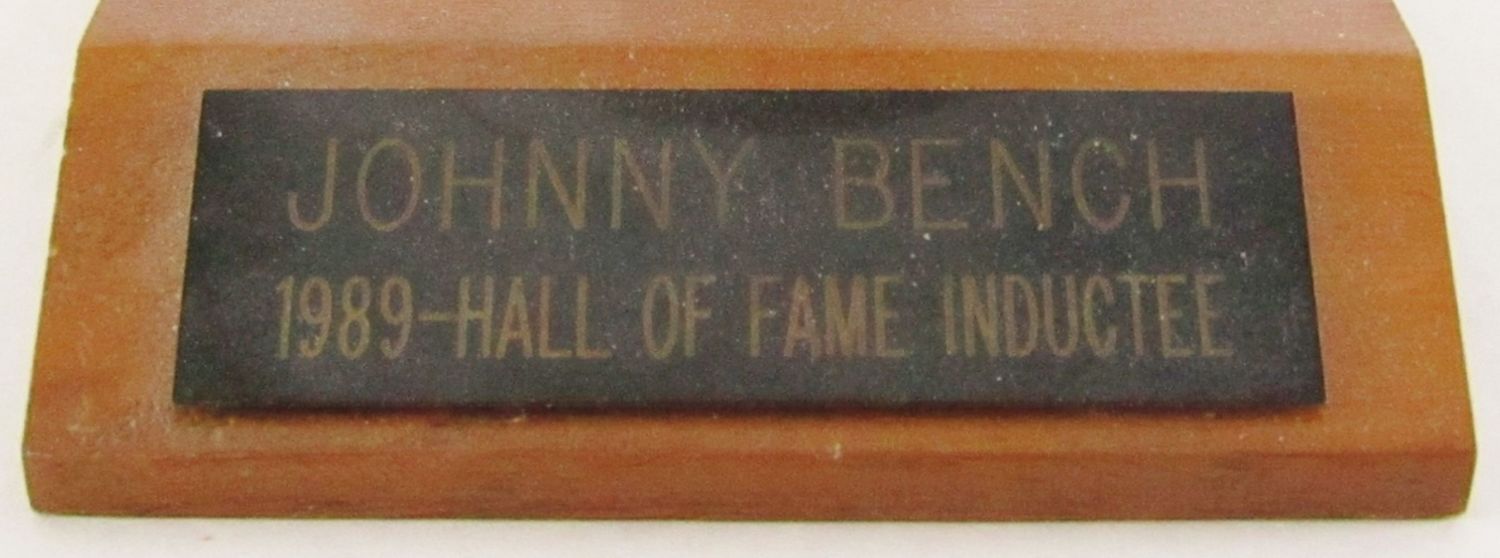 JOHNNY BENCH
1989-HALL OF FAME INDUCTEE